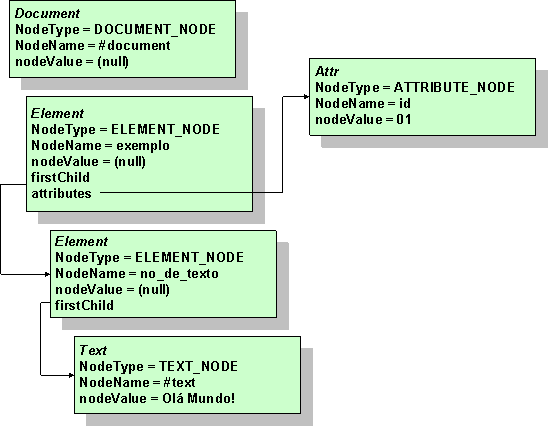 Document
NodeType = DOCUMENT_NODE
NodeName = #document
nodeValue = (null)
Attr
NodeType = ATTRIBUTE_NODE
NodeName = id
nodeValue = 01
Element
NodeType = ELEMENT_NODE
NodeName = exemplo
nodeValue = (null)
firstChild
attributes
Element
NodeType = ELEMENT_NODE
NodeName = no_de_texto
nodeValue = (null)
firstChild
Text
NodeType = TEXT_NODE
NodeName = #text
nodeValue = Olá Mundo!